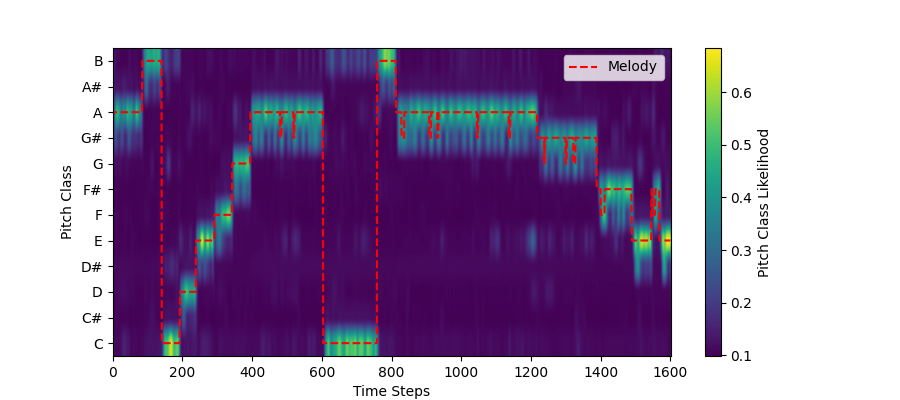 B
A#
A
G#
G
F#
F
E
D#
D
C#
C
Pitch Class
0 200 400 600 800 1000 1200 1400 1600
Time Steps
Melody
0.6
0.5
0.4
0.3
0.2
0.1
Pitch Class Likelihood